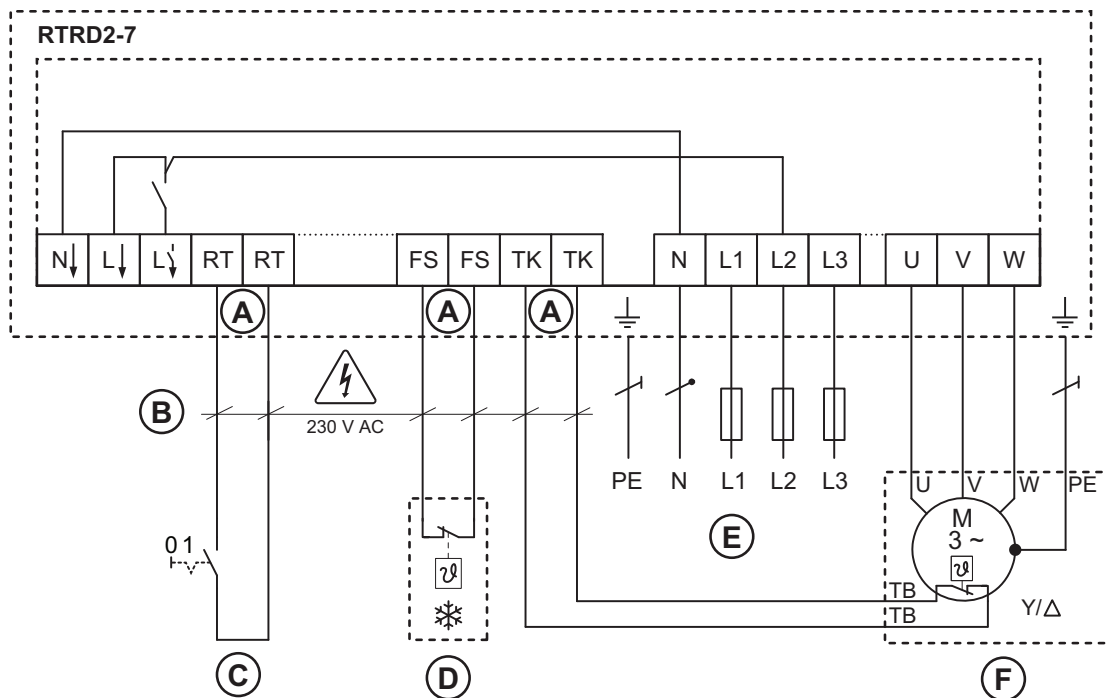 RTRD2-7
N L L RT RT FS FS TK TK N L1 L2 L3 U V W
A A A
B
230 V AC
PE N L1 L2 L3
U V W PE
M
3 ~
0 1
ϑ
ϑ
E
TB
TB
Y/Δ
C D F